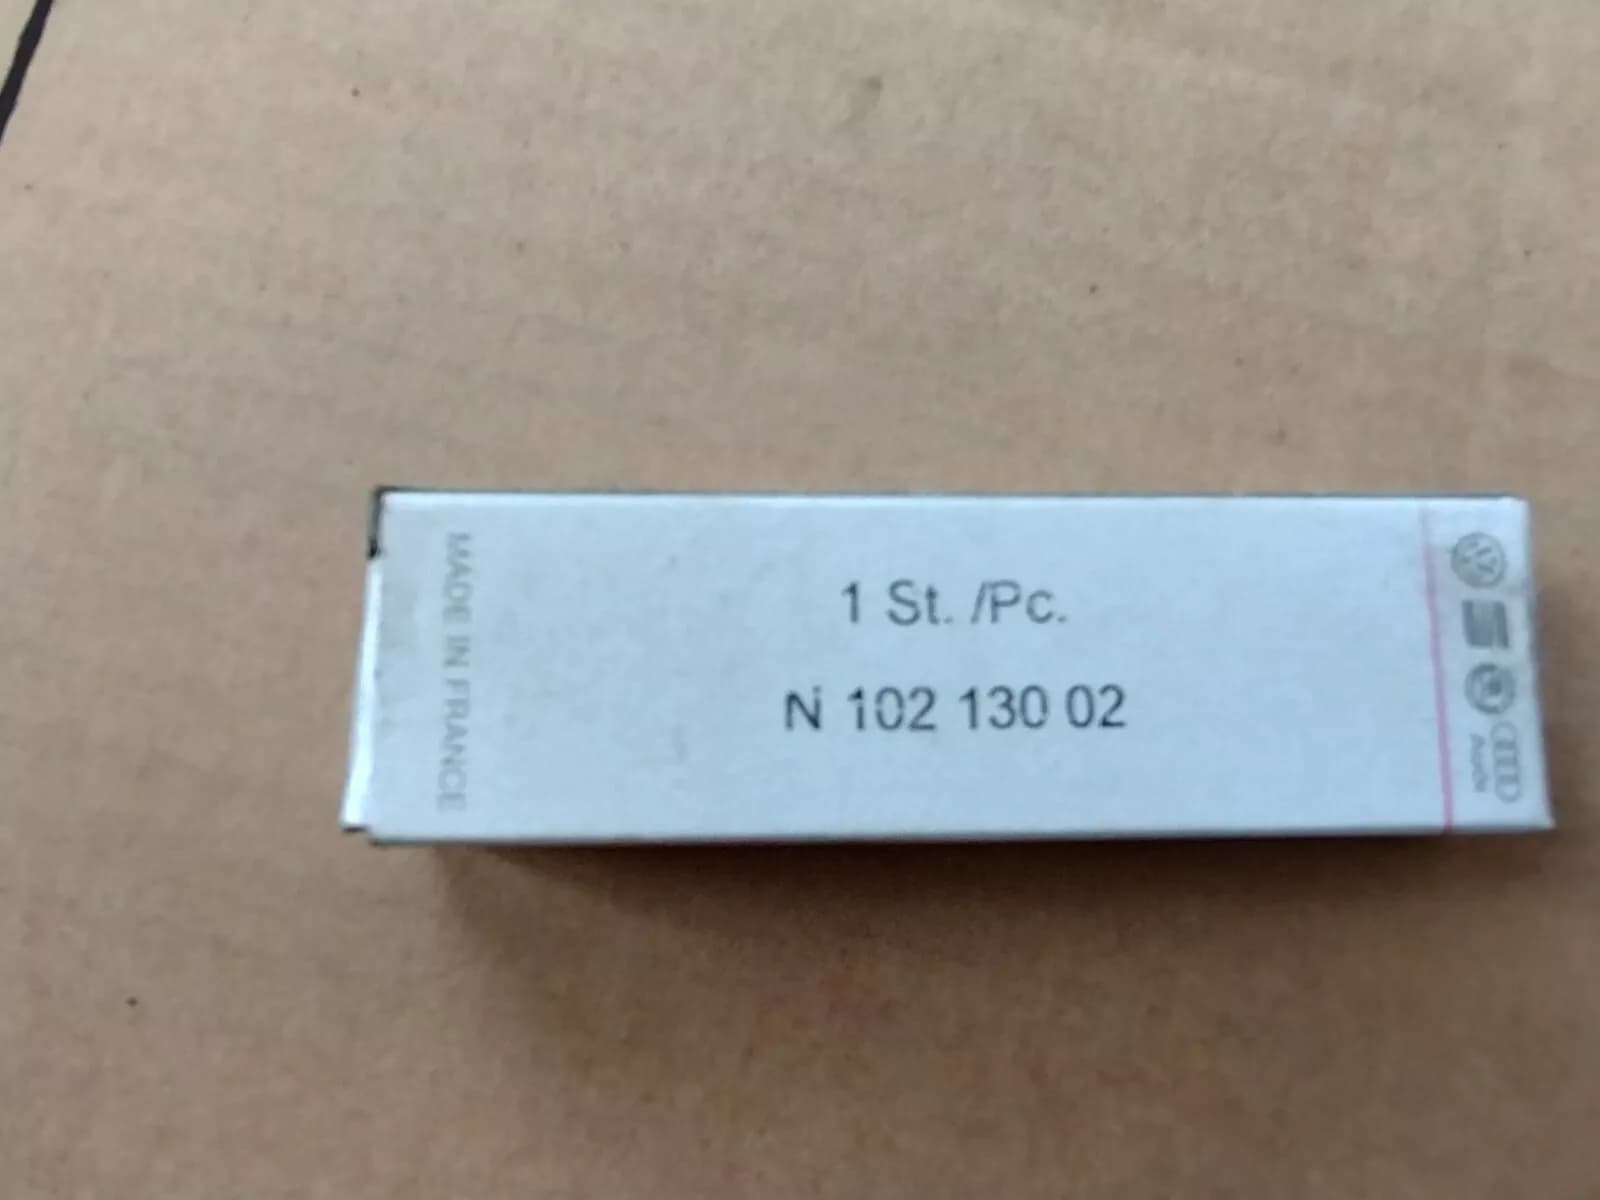 1 St. /Pc.
N 102 130 02
MADE IN FRANCE
Audi